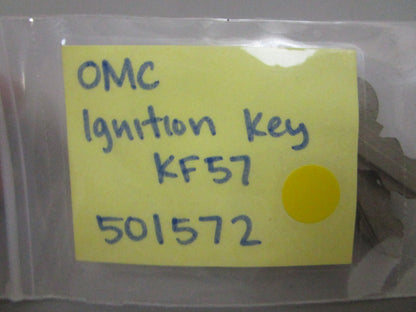 OMC
Ignition Key
KF57
501572